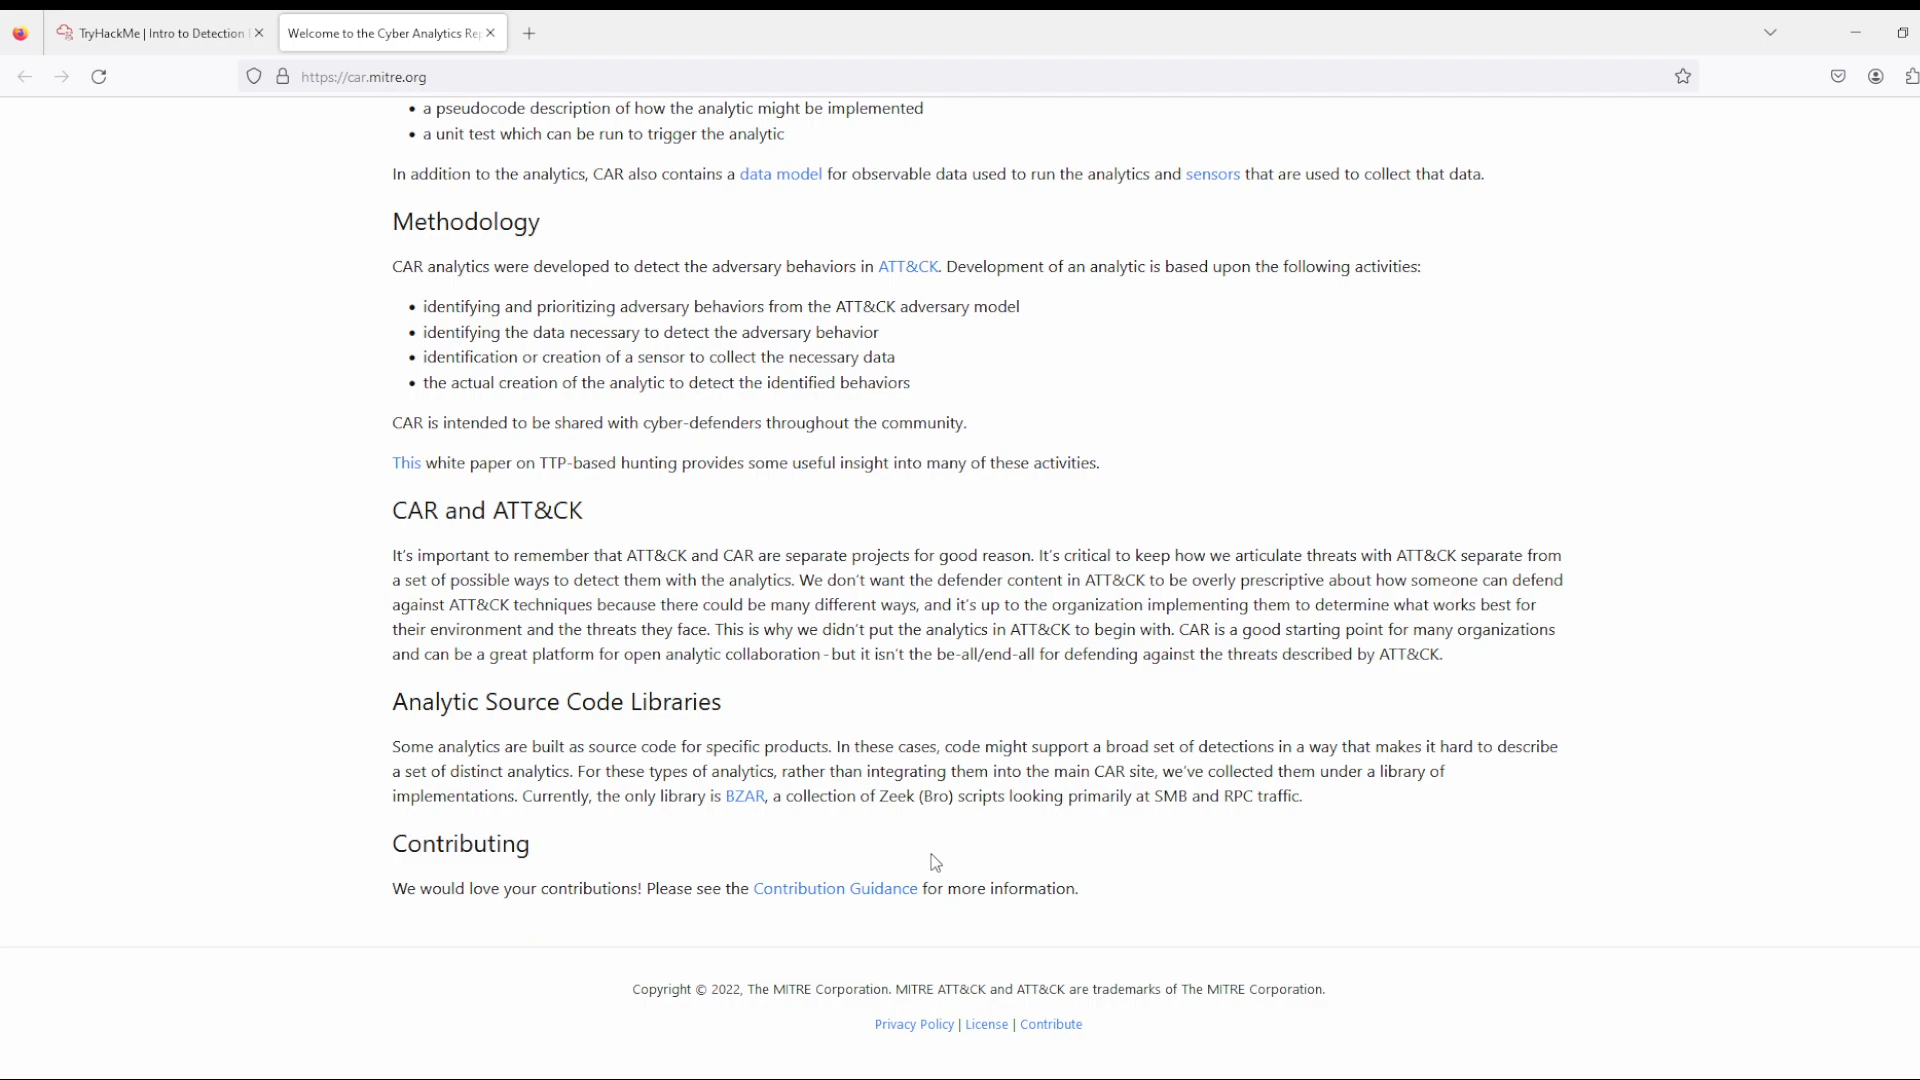 TryHackMe | Intro to Detection
Welcome to the Cyber Analytics Rep
https://car.mitre.org
• a pseudocode description of how the analytic might be implemented
• a unit test which can be run to trigger the analytic
In addition to the analytics, CAR also contains a data model for observable data used to run the analytics and sensors that are used to collect that data.
Methodology
CAR analytics were developed to detect the adversary behaviors in ATT&CK. Development of an analytic is based upon the following activities:
• identifying and prioritizing adversary behaviors from the ATT&CK adversary model
• identifying the data necessary to detect the adversary behavior
• identification or creation of a sensor to collect the necessary data
• the actual creation of the analytic to detect the identified behaviors
CAR is intended to be shared with cyber-defenders throughout the community.
This white paper on TTP-based hunting provides some useful insight into many of these activities.
CAR and ATT&CK
It's important to remember that ATT&CK and CAR are separate projects for good reason. It's critical to keep how we articulate threats with ATT&CK separate from
a set of possible ways to detect them with the analytics. We don't want the defender content in ATT&CK to be overly prescriptive about how someone can defend
against ATT&CK techniques because there could be many different ways, and it's up to the organization implementing them to determine what works best for
their environment and the threats they face. This is why we didn't put the analytics in ATT&CK to begin with. CAR is a good starting point for many organizations
and can be a great platform for open analytic collaboration - but it isn't the be-all/end-all for defending against the threats described by ATT&CK.
Analytic Source Code Libraries
Some analytics are built as source code for specific products. In these cases, code might support a broad set of detections in a way that makes it hard to describe
a set of distinct analytics. For these types of analytics, rather than integrating them into the main CAR site, we've collected them under a library of
implementations. Currently, the only library is BZAR, a collection of Zeek (Bro) scripts looking primarily at SMB and RPC traffic.
Contributing
We would love your contributions! Please see the Contribution Guidance for more information.
Copyright © 2022, The MITRE Corporation. MITRE ATT&CK and ATT&CK are trademarks of The MITRE Corporation.
Privacy Policy | License | Contribute